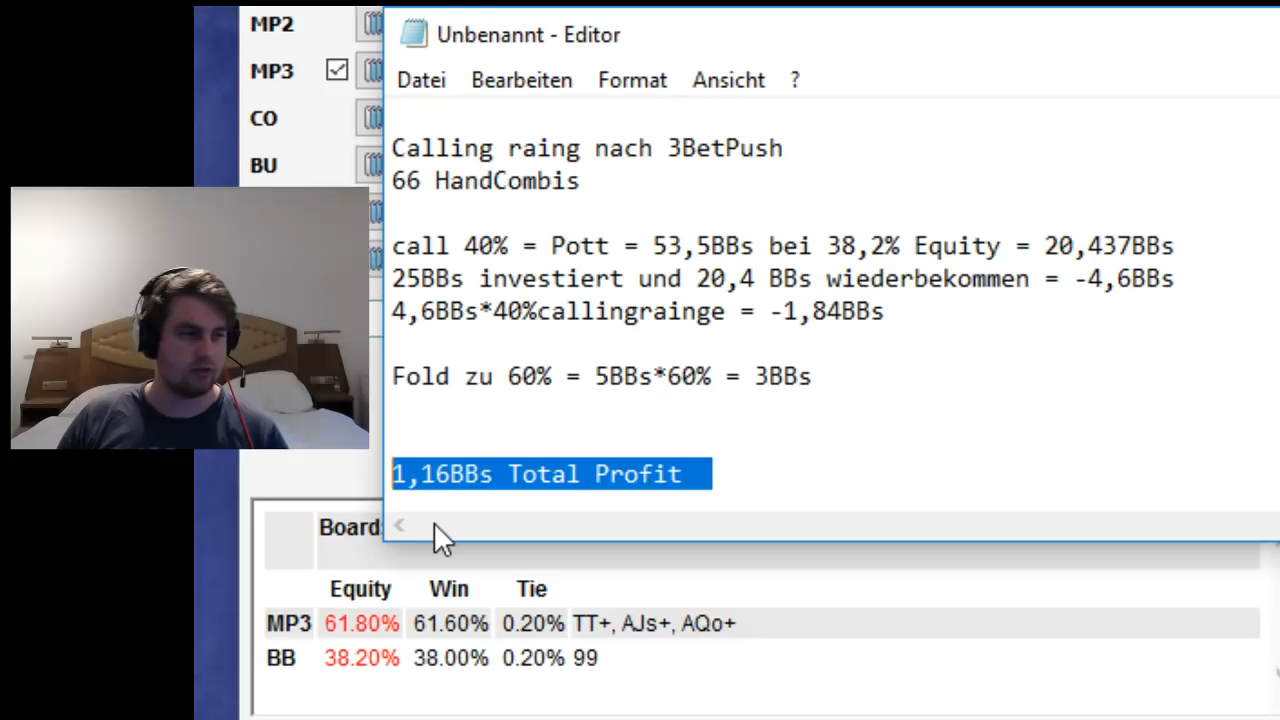 MP2
MP3
CO
BU
Unbenannt - Editor
Datei Bearbeiten Format Ansicht ?
Calling raing nach 3BetPush
66 HandCombis
call 40% = Pott = 53,5BBs bei 38,2% Equity = 20,437BBs
25BBs investiert und 20,4 BBs wiederbekommen = -4,6BBs
4,6BBs*40%callingrainge = -1,84BBs
Fold zu 60% = 5BBs*60% = 3BBs
1,16BBs Total Profit
Board:
Equity Win Tie
MP3 61.80% 61.60% 0.20% TT+, AJs+, AQo+
BB 38.20% 38.00% 0.20% 99